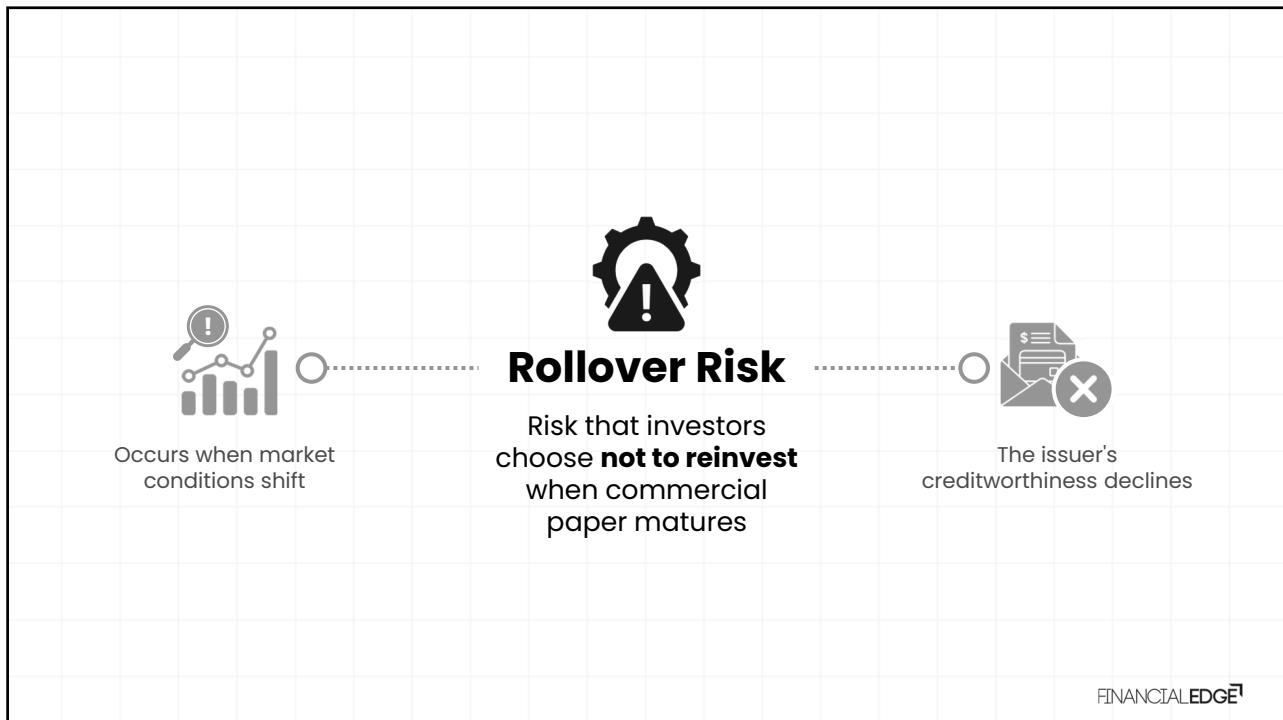 Rollover Risk
Risk that investors
choose not to reinvest
when commercial
paper matures
Occurs when market
conditions shift
The issuer's
creditworthiness declines
$
FINANCIALEDGE